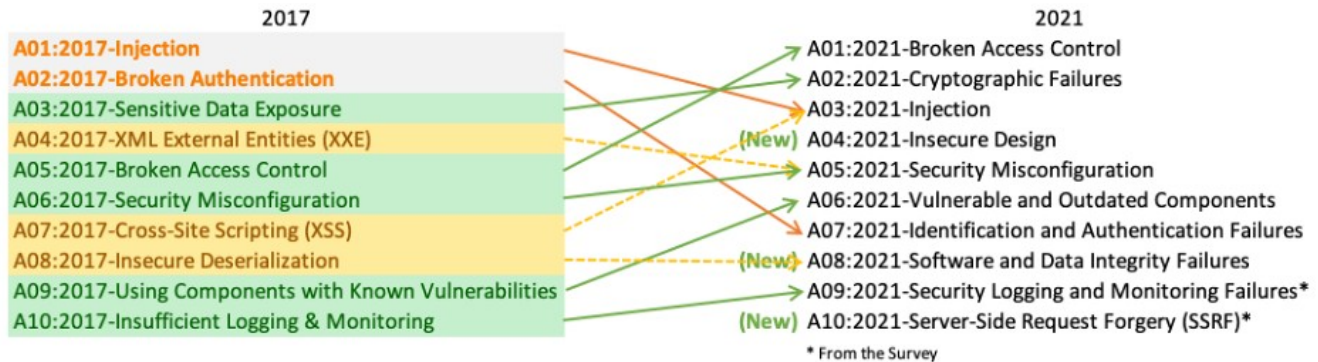 2017
2021
A01:2017-Injection
A02:2017-Broken Authentication
A03:2017-Sensitive Data Exposure
A04:2017-XML External Entities (XXE)
A05:2017-Broken Access Control
A06:2017-Security Misconfiguration
A07:2017-Cross-Site Scripting (XSS)
A08:2017-Insecure Deserialization
A09:2017-Using Components with Known Vulnerabilities
A10:2017-Insufficient Logging & Monitoring
A01:2021-Broken Access Control
A02:2021-Cryptographic Failures
A03:2021-Injection
(New) A04:2021-Insecure Design
A05:2021-Security Misconfiguration
A06:2021-Vulnerable and Outdated Components
A07:2021-Identification and Authentication Failures
(New) A08:2021-Software and Data Integrity Failures
A09:2021-Security Logging and Monitoring Failures*
(New) A10:2021-Server-Side Request Forgery (SSRF)*
* From the Survey